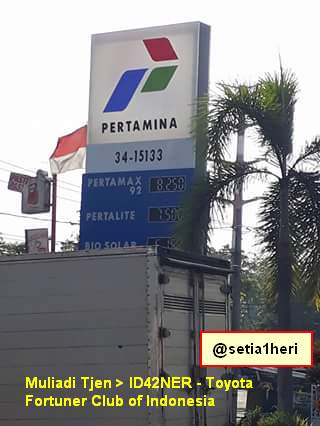 PERTAMINA
34-15133
PERTAMAX
92 8.250
PERTALITE
BIO SOLAR
@setia1heri
Muliadi Tjen > ID42NER - Toyota
Fortuner Club of Indonesia